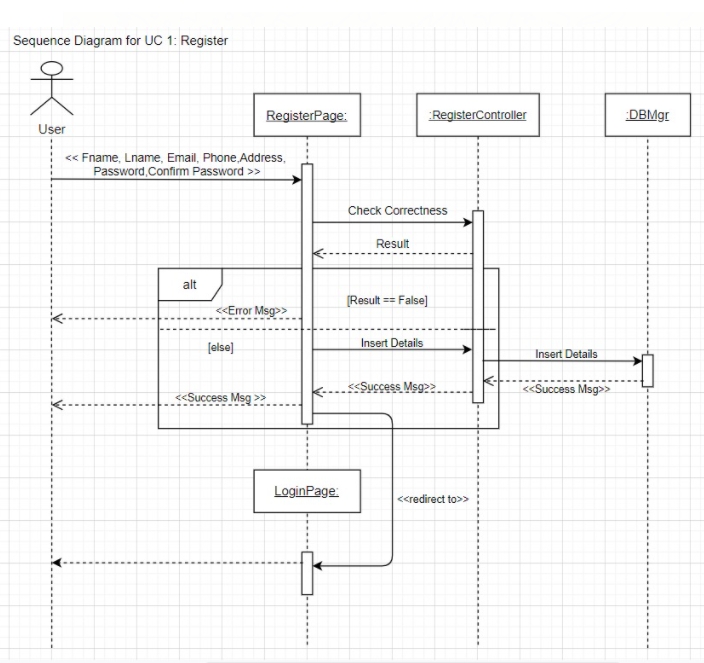 Sequence Diagram for UC 1: Register
User
RegisterPage:
:RegisterController
:DBMgr
<< Fname, Lname, Email, Phone,Address,
Password,Confirm Password >>
Check Correctness
Result
alt
[Result == False]
<<Error Msg>>
[else]
Insert Details
Insert Details
<<Success Msg>>
<<Success Msg>>
<<Success Msg >>
LoginPage:
<<redirect to>>